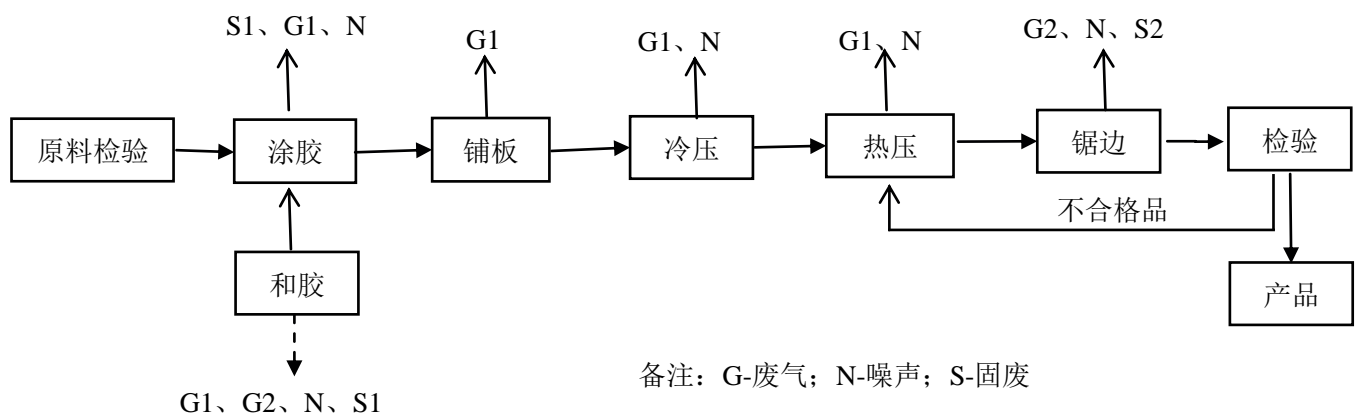 S1、G1、N
G1
G1、N
G1、N
G2、N、S2
原料检验
涂胶
铺板
冷压
热压
锯边
检验
不合格品
和胶
产品
G1、G2、N、S1
备注：G-废气；N-噪声；S-固废